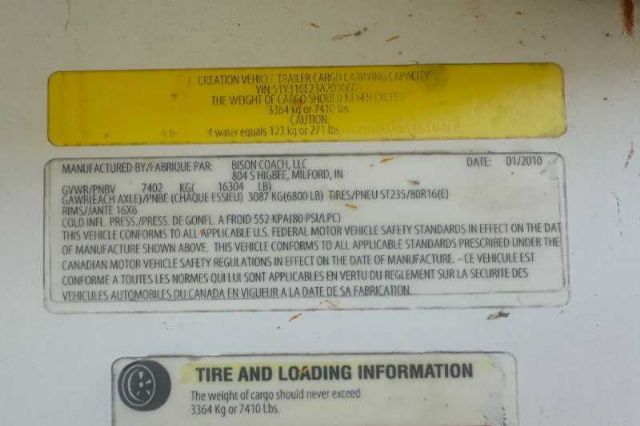 CREATION VEHICLE TRAILER CARGO CARRYING CAPACITY
THE WEIGHT OF CARGO SHOULD NEVER EXCEED
3364 kg or 7410 lbs.
CAUTION:
of water equals 123 kg or 271 lbs
MANUFACTURED BY/FABRIQUE PAR: BISON COACH, LLC DATE: 01/2010
804 S HIGBEE, MILFORD, IN
GVWR/PNBV 7402 KG( 16304 LB)
GAWR(EACH AXLE)/PNBE (CHAQUE ESSIEU) 3087 KG(6800 LB) TIRES/PNEU ST235/80R16(E)
RIMS/JANTE 16X6
COLD INFL. PRESS./PRESS. DE GONFL. A FROID 552 KPA(80 PSI/LPC)
THIS VEHICLE CONFORMS TO ALL APPLICABLE U.S. FEDERAL MOTOR VEHICLE SAFETY STANDARDS IN EFFECT ON THE DAT
OF MANUFACTURE SHOWN ABOVE. THIS VEHICLE CONFORMS TO ALL APPLICABLE STANDARDS PRESCRIBED UNDER THE
CANADIAN MOTOR VEHICLE SAFETY REGULATIONS IN EFFECT ON THE DATE OF MANUFACTURE. - CE VEHICULE EST
CONFORME A TOUTES LES NORMES QUI LUI SONT APPLICABLES EN VERTU DU REGLEMENT SUR LA SECURITE DES
VEHICULES AUTOMOBILES DU CANADA EN VIGUEUR A LA DATE DE SA FABRICATION.
TIRE AND LOADING INFORMATION
The weight of cargo should never exceed
3364 Kg or 7410 Lbs.